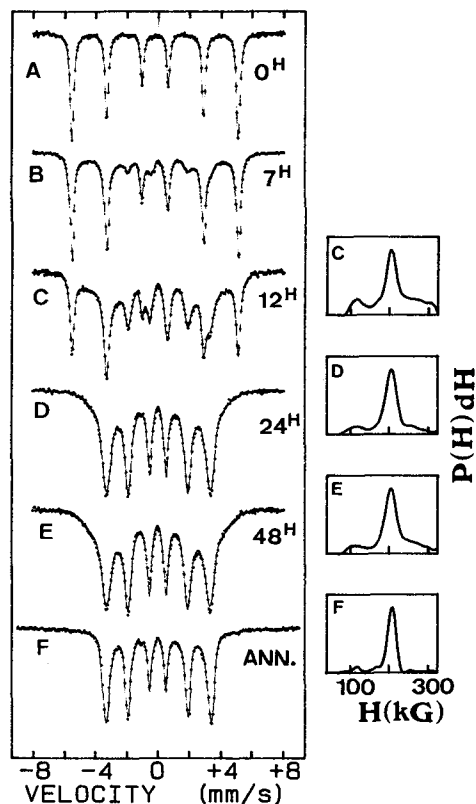 A 0H
B 7H
C 12H
D 24H
E 48H
F ANN.
-8 -4 0 +4 +8
VELOCITY (mm/s)
C
D
E
F
100 300
H(kG)
P(H)dH